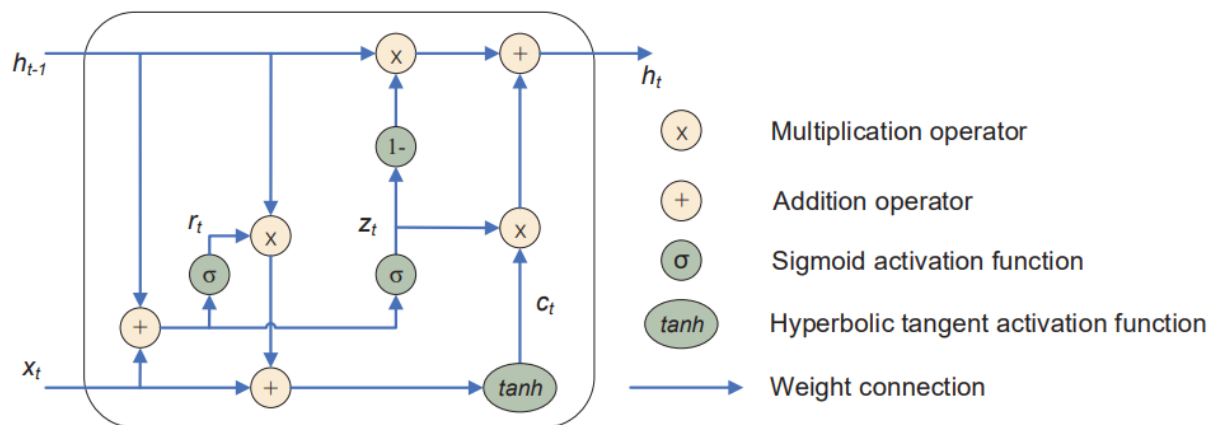 x
+
h_{t-1}
h_t
1-
x
Multiplication operator
+
Addition operator
r_t
x
z_t
x
σ
σ
σ
Sigmoid activation function
c_t
+
tanh
Hyperbolic tangent activation function
x_t
+
tanh
Weight connection